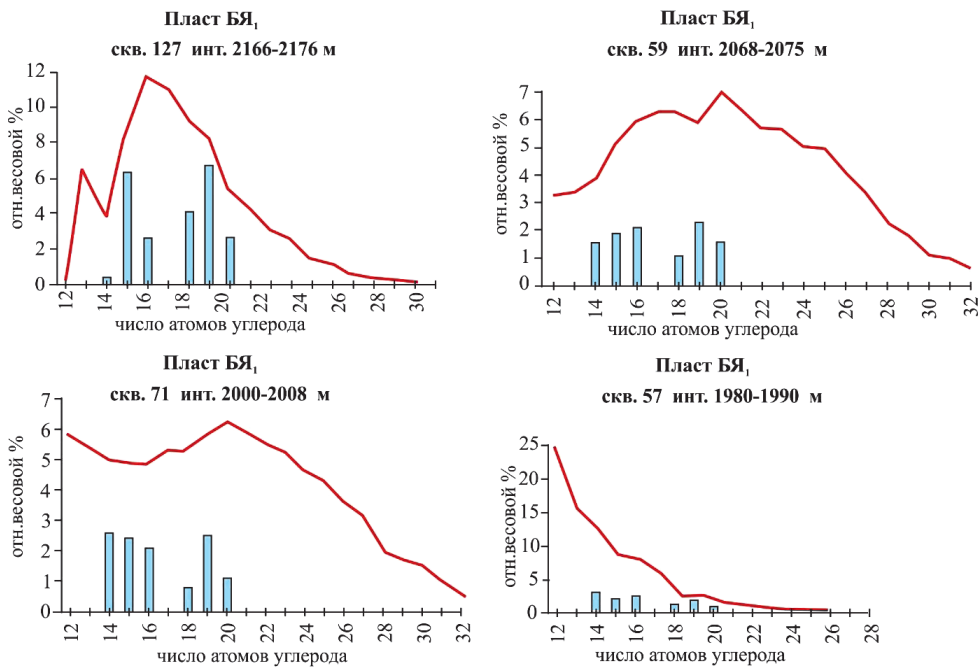 Пласт БЯ₁
скв. 127 инт. 2166-2176 м
отн.весовой %
12
10
8
6
4
2
0
12 14 16 18 20 22 24 26 28 30
число атомов углерода
Пласт БЯ₁
скв. 59 инт. 2068-2075 м
отн.весовой %
7
6
5
4
3
2
1
0
12 14 16 18 20 22 24 26 28 30 32
число атомов углерода
Пласт БЯ₁
скв. 71 инт. 2000-2008 м
отн.весовой %
7
6
5
4
3
2
1
0
12 14 16 18 20 22 24 26 28 30 32
число атомов углерода
Пласт БЯ₁
скв. 57 инт. 1980-1990 м
отн.весовой %
25
20
15
10
5
0
12 14 16 18 20 22 24 26 28
число атомов углерода